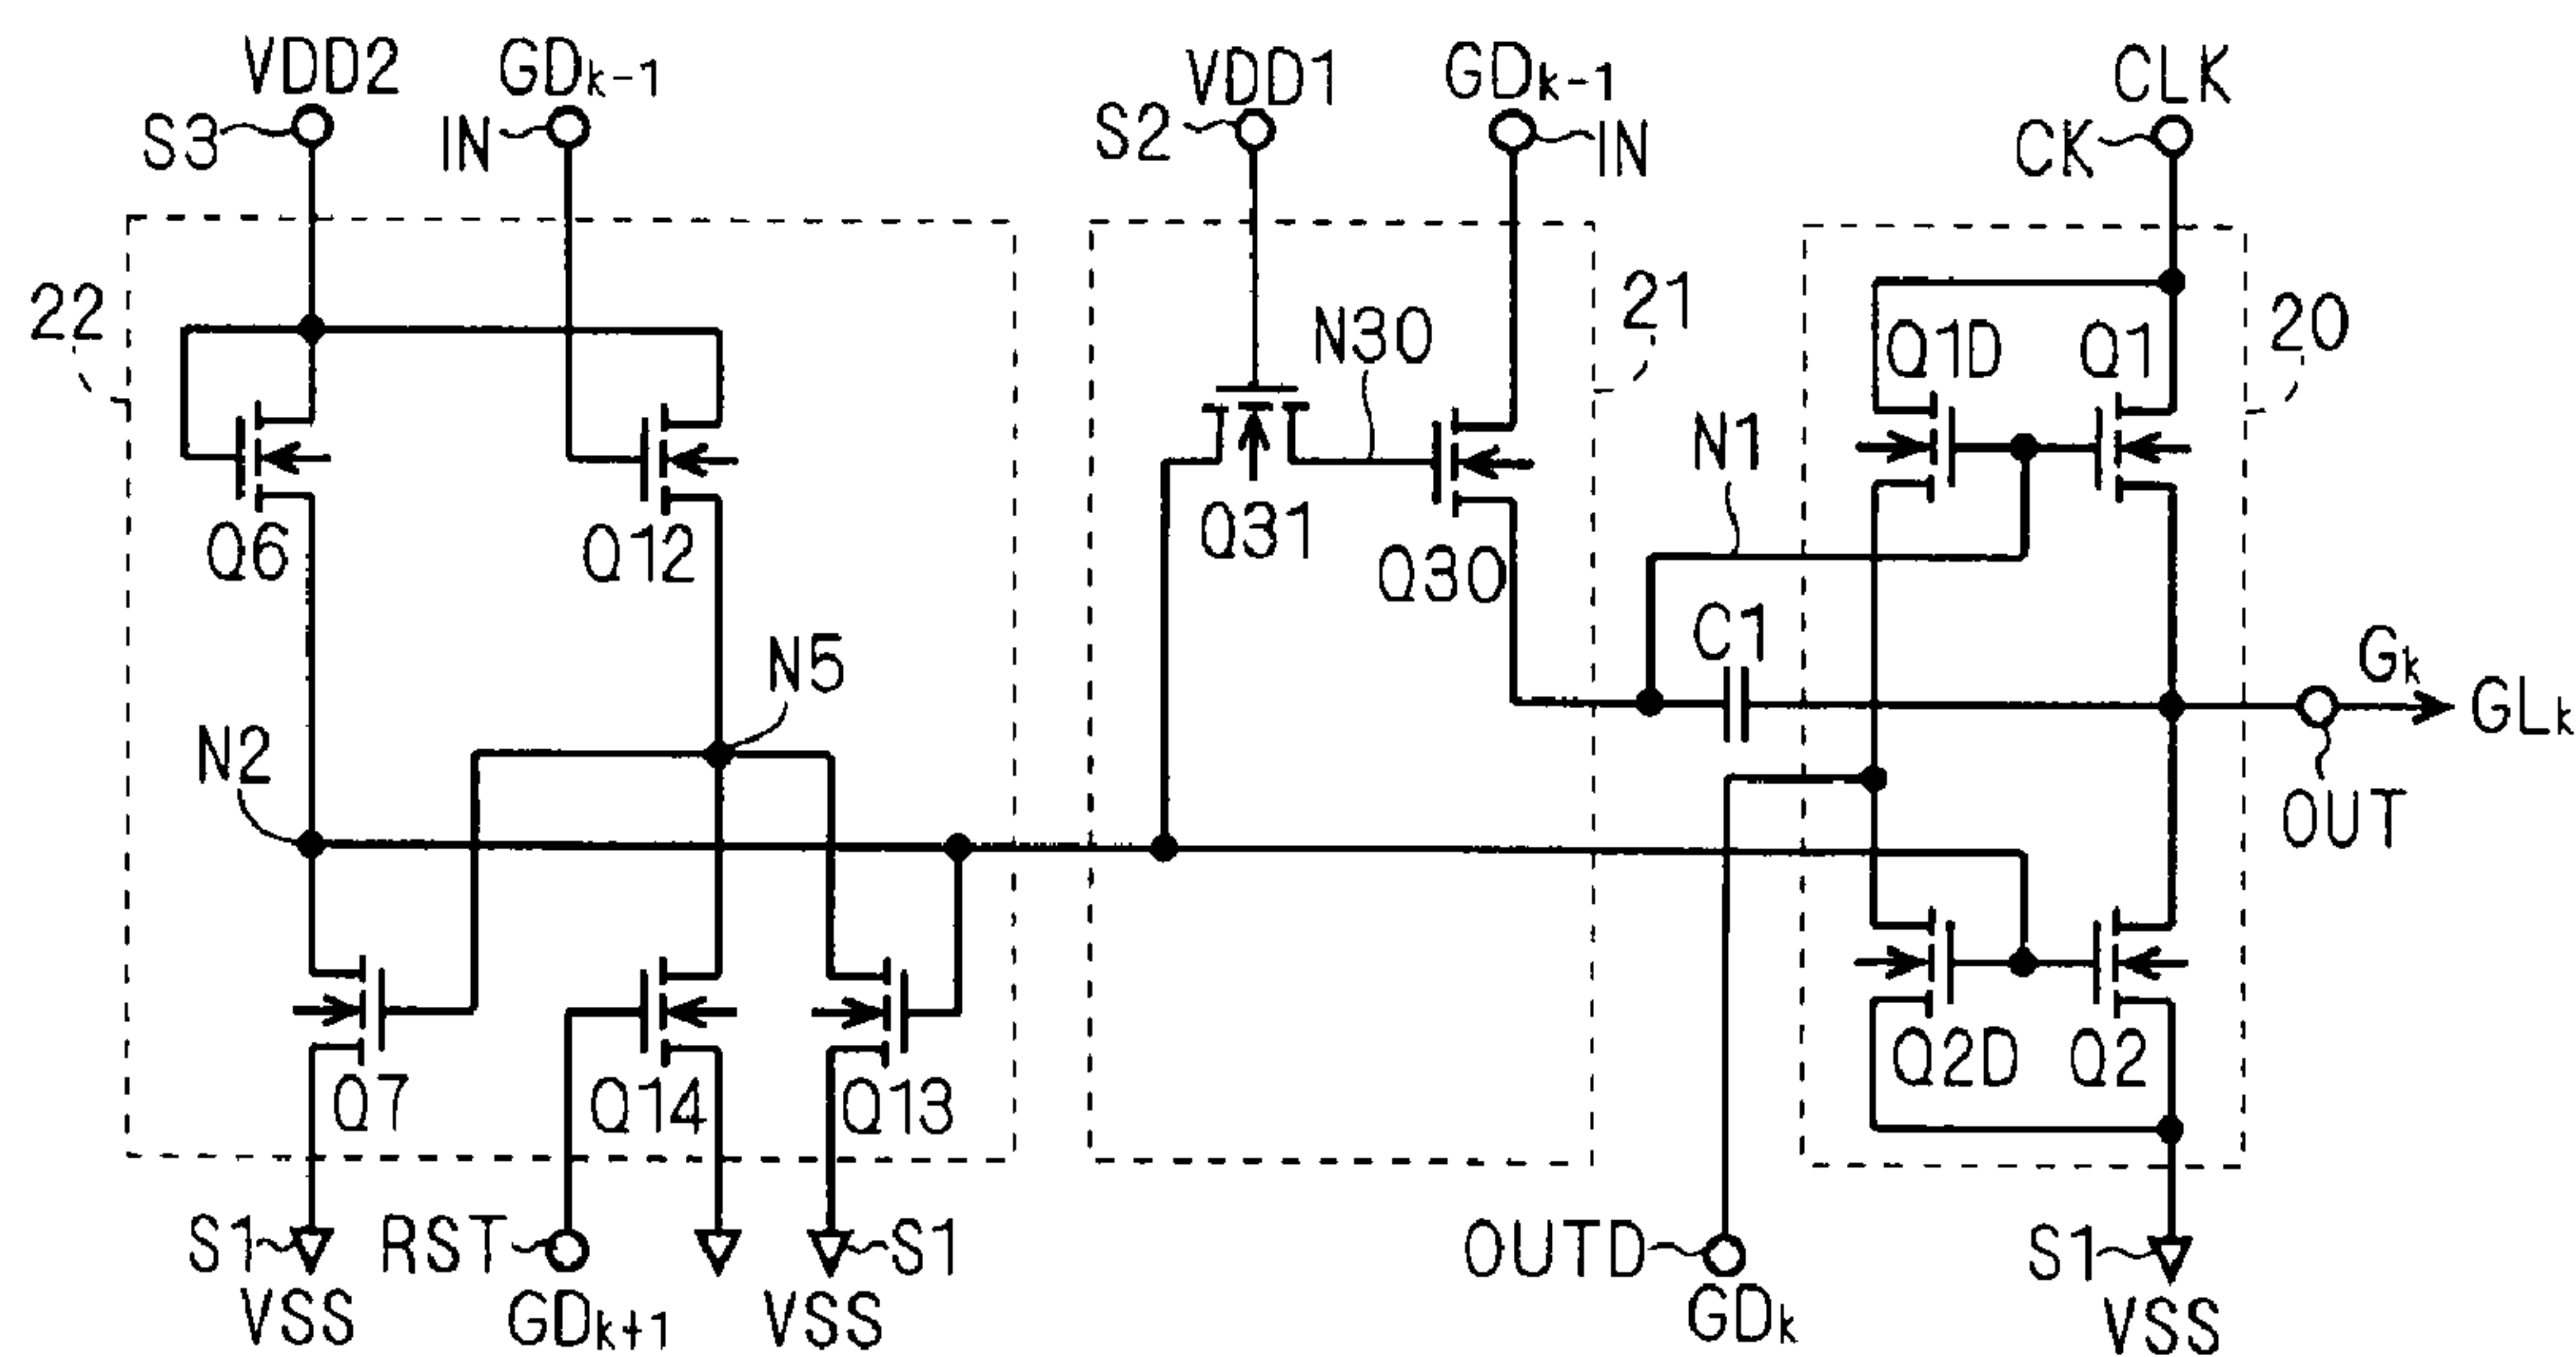 VDD2
GDk-1
VDD1
GDk-1
CLK
S3
IN
S2
IN
CK
22
N30
21
20
Q1D
Q1
N1
Q6
Q12
Q31
Q30
C1
N5
Gk
GLk
N2
OUT
Q7
Q14
Q13
Q2D
Q2
S1
RST
S1
OUTD
S1
VSS
GDk+1
VSS
GDk
VSS